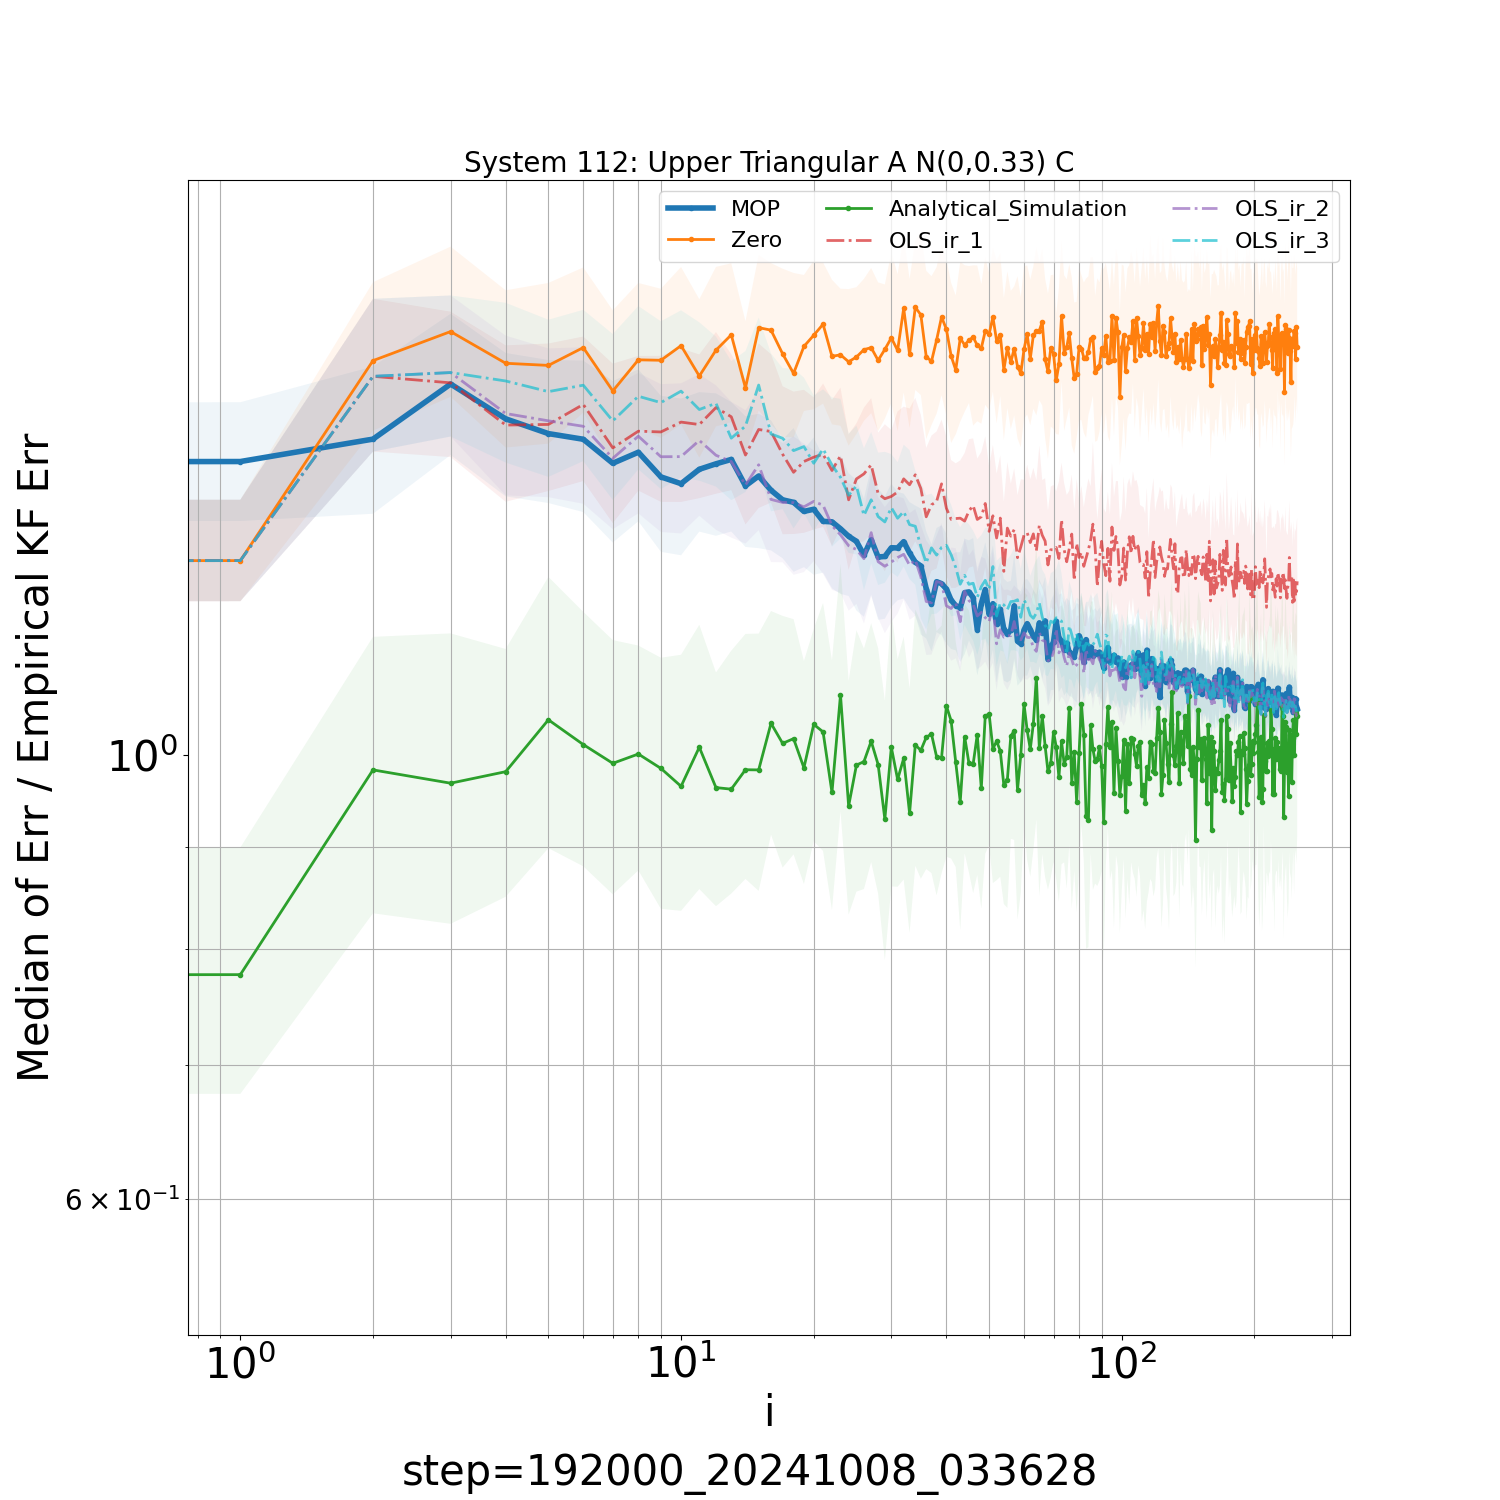 System 112: Upper Triangular A N(0,0.33) C
MOP
Zero
Analytical_Simulation
OLS_ir_1
OLS_ir_2
OLS_ir_3
Median of Err / Empirical KF Err
10⁰
6 × 10⁻¹
10⁰ 10¹ 10²
i
step=192000_20241008_033628